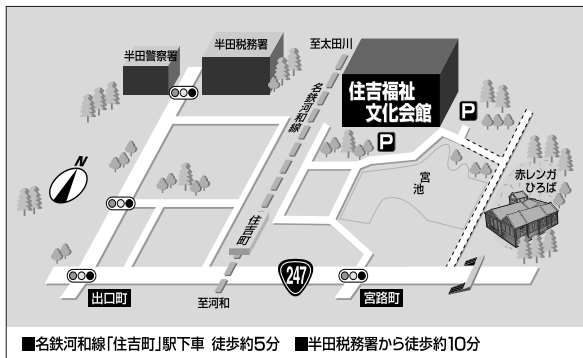 半田税務署
半田警察署
至太田川
名鉄河和線
住吉福祉
文化会館
P
P
N
宮池
赤レンガ
ひろば
住吉町
247
出口町
至河和
宮路町
■名鉄河和線「住吉町」駅下車 徒歩約5分 ■半田税務署から徒歩約10分